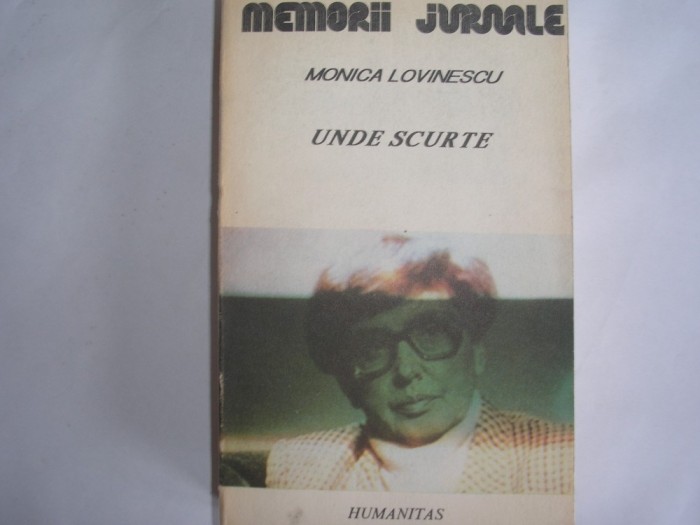 MEMORII JURNALE
MONICA LOVINESCU
UNDE SCURTE
HUMANITAS